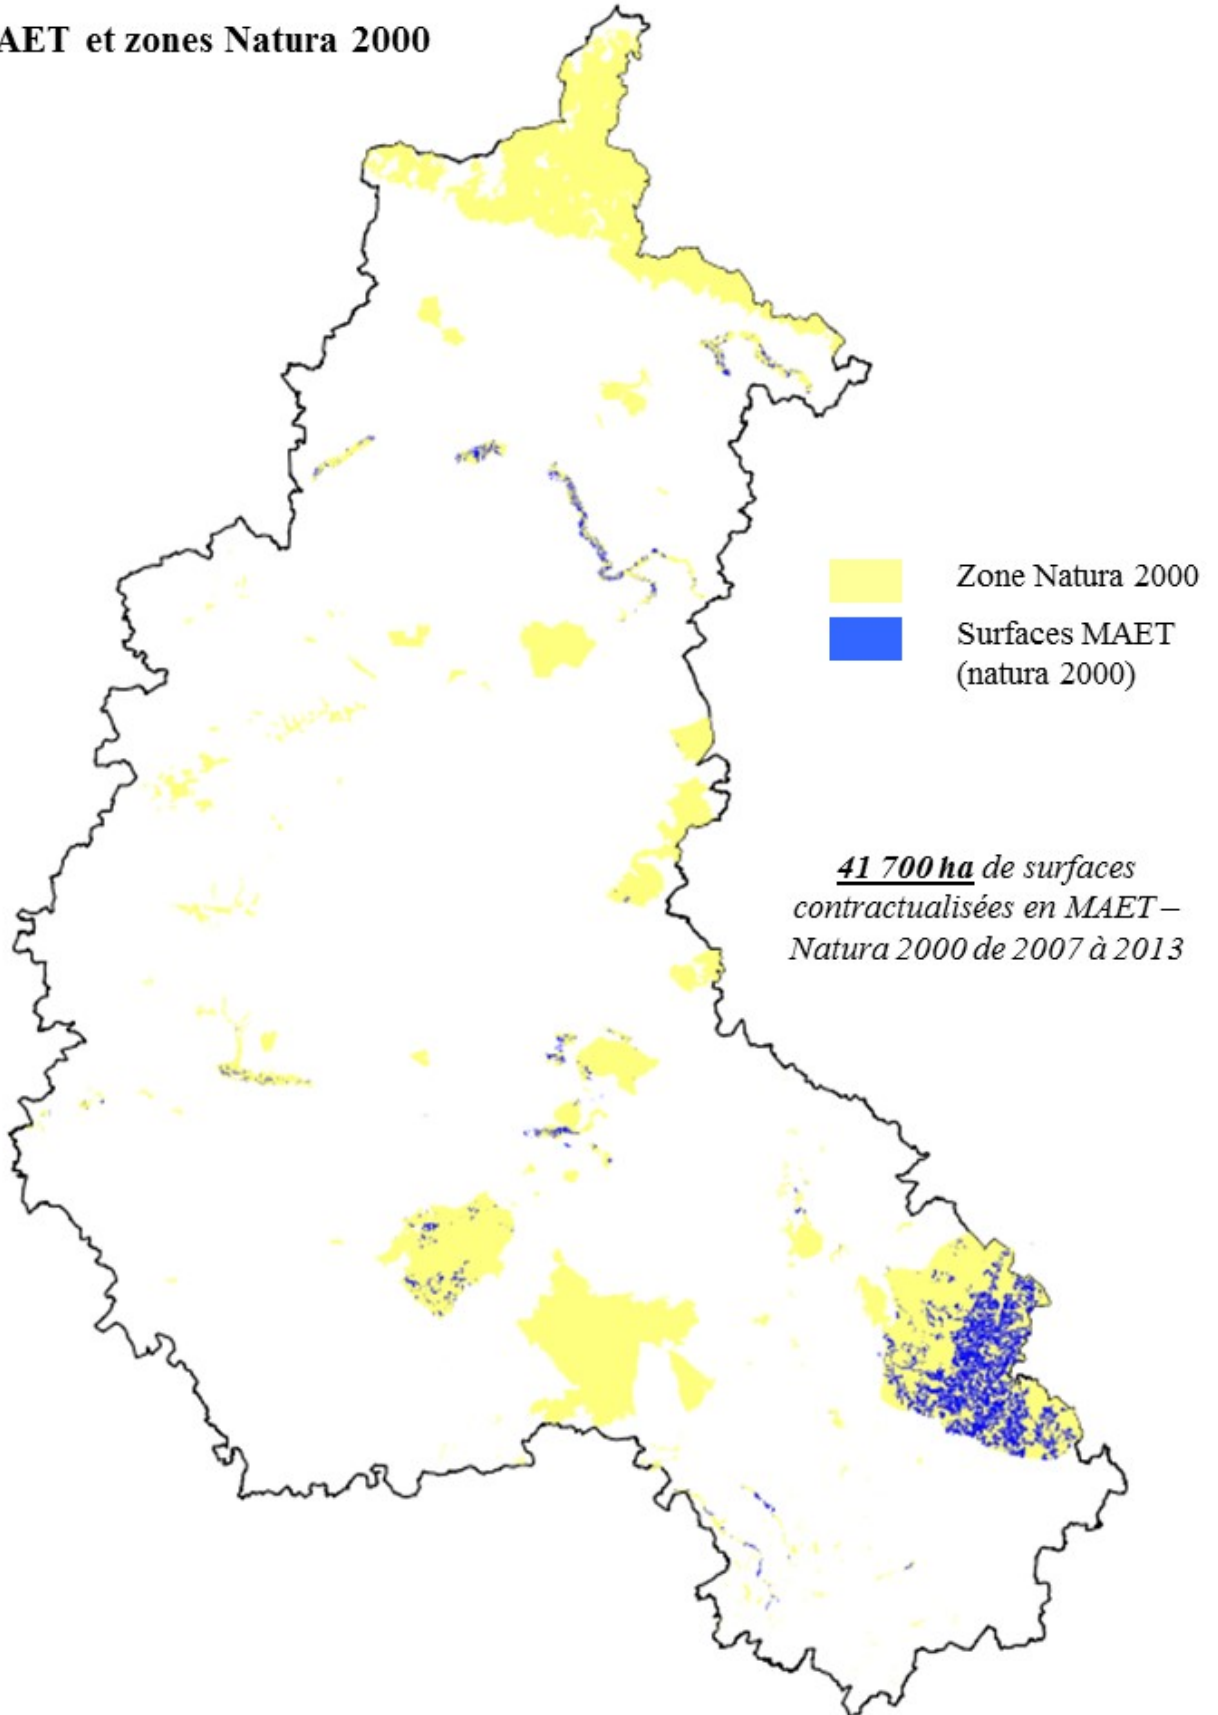 AET et zones Natura 2000
Zone Natura 2000
Surfaces MAET
(natura 2000)
41 700 ha de surfaces
contractualisées en MAET –
Natura 2000 de 2007 à 2013